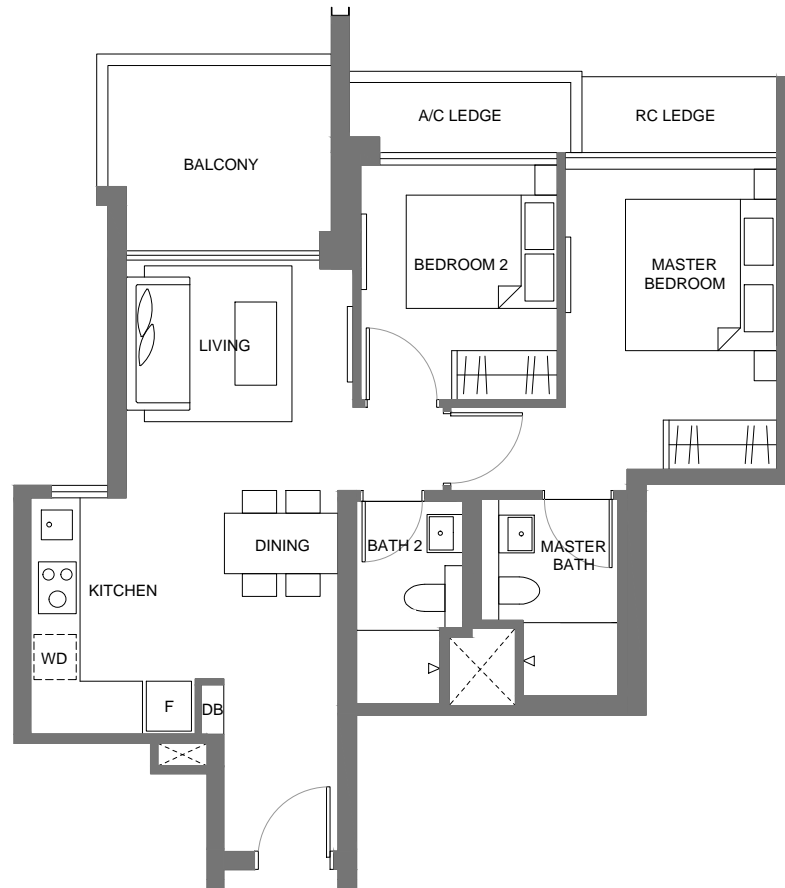 A/C LEDGE
RC LEDGE
BALCONY
BEDROOM 2
MASTER
BEDROOM
LIVING
DINING
BATH 2
MASTER
BATH
KITCHEN
WD
F
DB